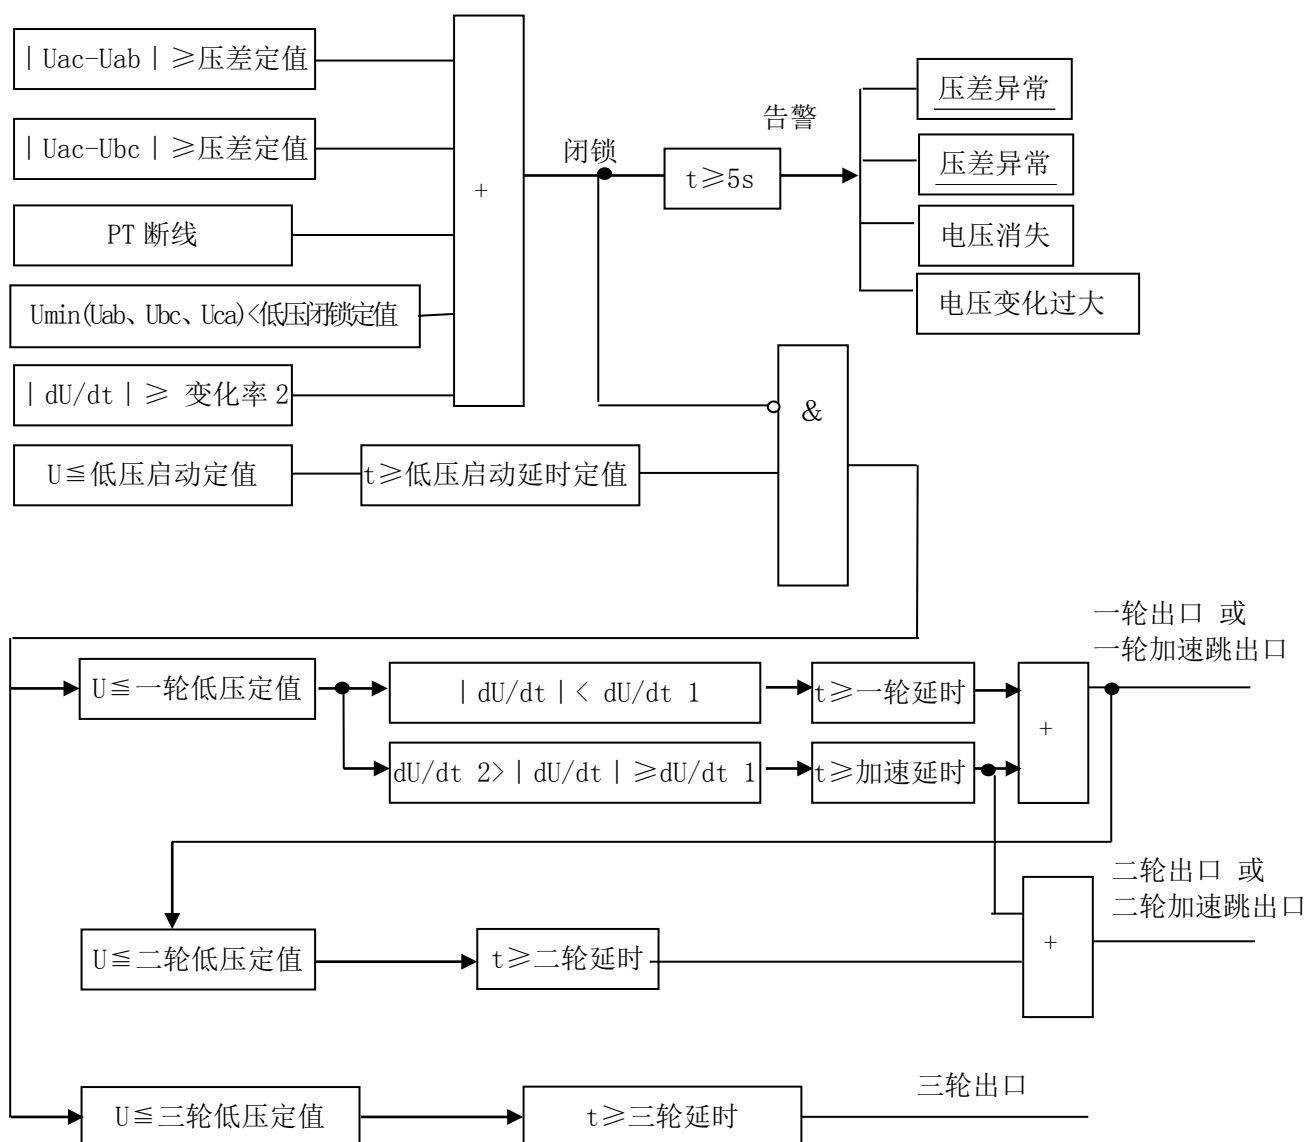 | Uac-Uab | ≥压差定值
| Uac-Ubc | ≥压差定值
PT 断线
Umin(Uab、Ubc、Uca)<低压闭锁定值
| dU/dt | ≥ 变化率 2
+
闭锁
t≥5s
告警
压差异常
压差异常
电压消失
电压变化过大
U≦低压启动定值
t≥低压启动延时定值
&
U≦一轮低压定值
| dU/dt | < dU/dt 1
t≥一轮延时
dU/dt 2>| dU/dt | ≥dU/dt 1
t≥加速延时
+
一轮出口 或
一轮加速跳出口
U≦二轮低压定值
t≥二轮延时
+
二轮出口 或
二轮加速跳出口
U≦三轮低压定值
t≥三轮延时
三轮出口